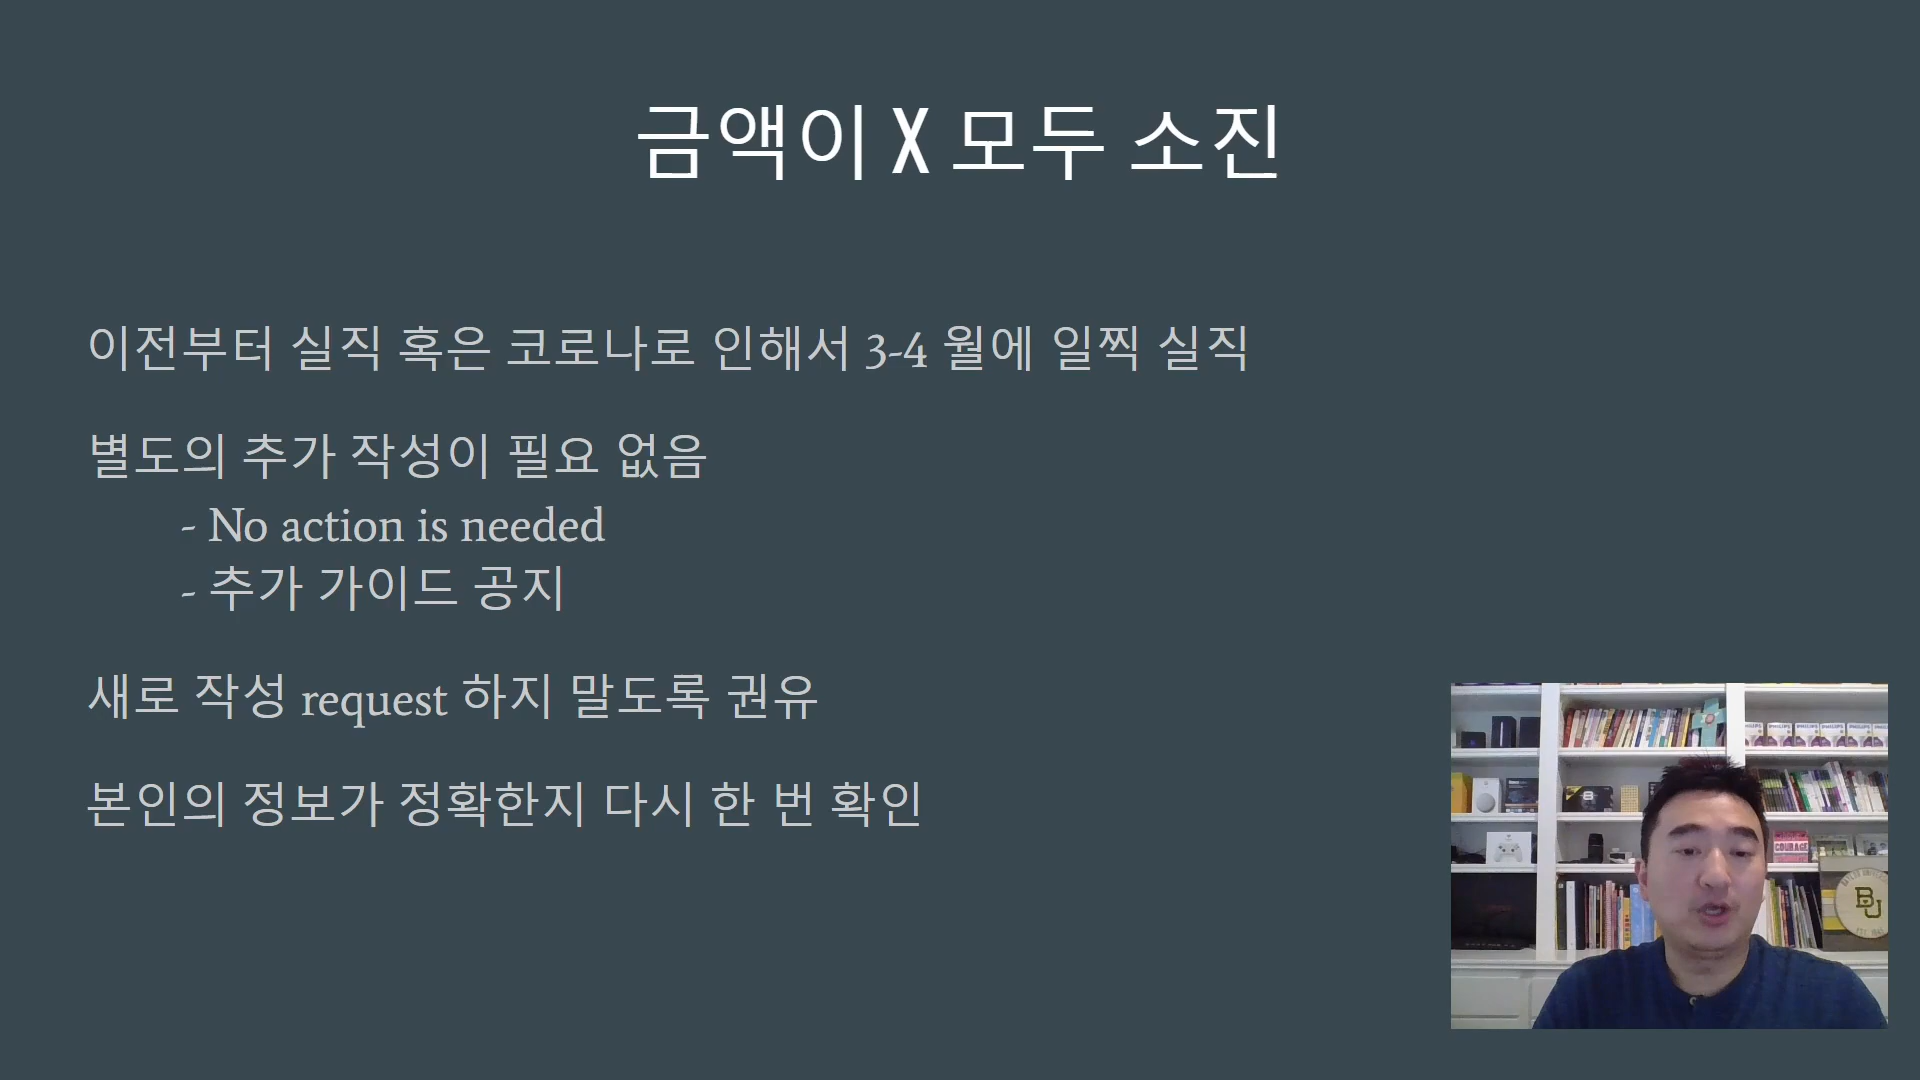 금액이 X 모두 소진
이전부터 실직 혹은 코로나로 인해서 3-4 월에 일찍 실직
별도의 추가 작성이 필요 없음
- No action is needed
- 추가 가이드 공지
새로 작성 request 하지 말도록 권유
본인의 정보가 정확한지 다시 한 번 확인
COURAGE
BU